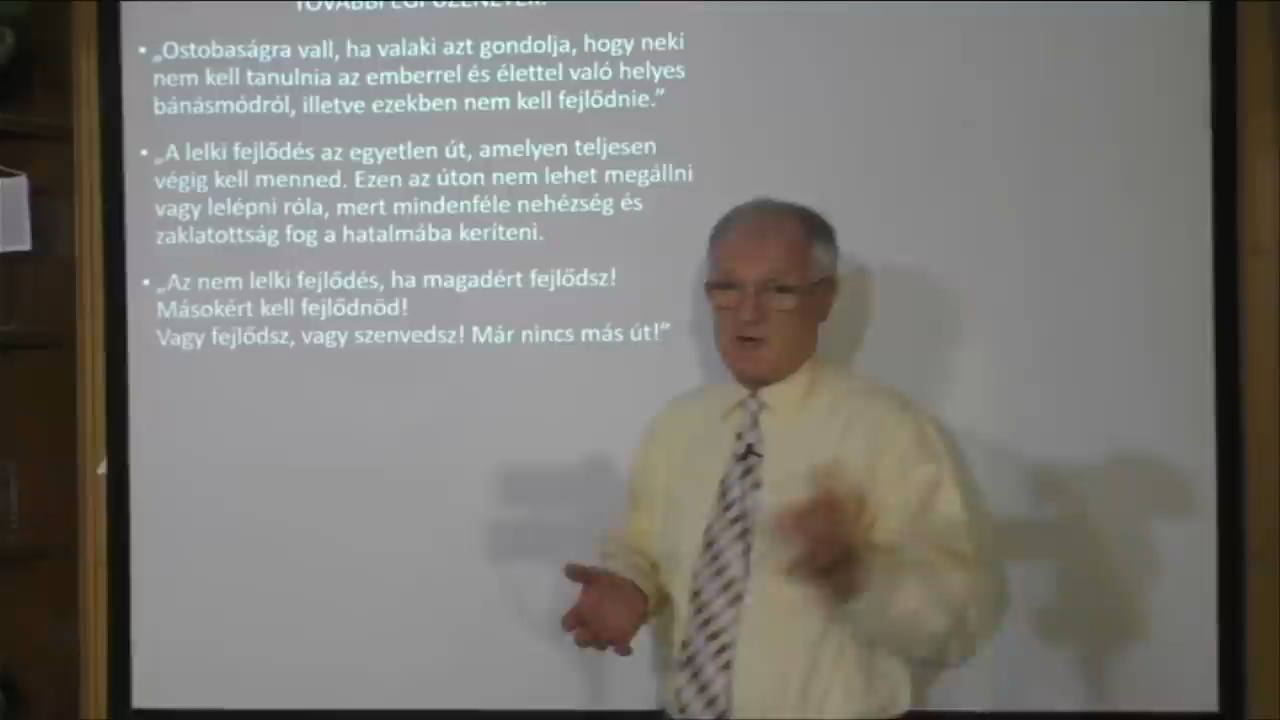 TOVÁBBI ÉGI ÜZENETEK:
• „Ostobaságra vall, ha valaki azt gondolja, hogy neki
nem kell tanulnia az emberrel és élettel való helyes
bánásmódról, illetve ezekben nem kell fejlődnie.”
• „A lelki fejlődés az egyetlen út, amelyen teljesen
végig kell menned. Ezen az úton nem lehet megállni
vagy lelépni róla, mert mindenféle nehézség és
zaklatottság fog a hatalmába keríteni.
• „Az nem lelki fejlődés, ha magadért fejlődsz!
Másokért kell fejlődnöd!
Vagy fejlődsz, vagy szenvedsz! Már nincs más út!”